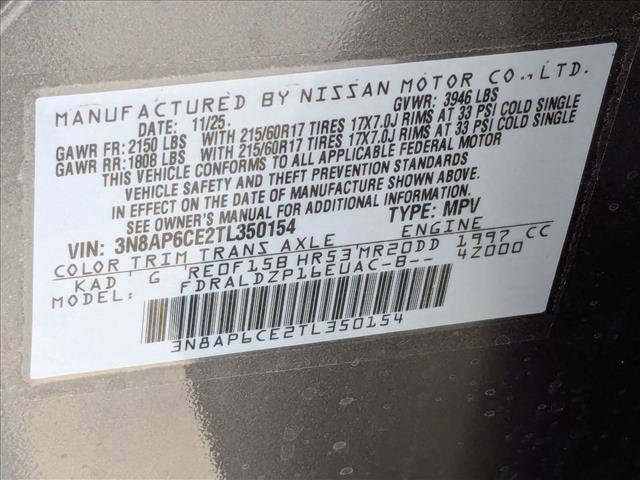 MANUFACTURED BY NISSAN MOTOR CO., LTD.
DATE: 11/25. GVWR: 3946 LBS
GAWR FR: 2150 LBS WITH 215/60R17 TIRES 17X7.0J RIMS AT 33 PSI COLD SINGLE
GAWR RR: 1808 LBS WITH 215/60R17 TIRES 17X7.0J RIMS AT 33 PSI COLD SINGLE
THIS VEHICLE CONFORMS TO ALL APPLICABLE FEDERAL MOTOR
VEHICLE SAFETY AND THEFT PREVENTION STANDARDS
IN EFFECT ON THE DATE OF MANUFACTURE SHOWN ABOVE.
SEE OWNER'S MANUAL FOR ADDITIONAL INFORMATION.
VIN: 3N8AP6CE2TL350154 TYPE: MPV
COLOR TRIM TRANS AXLE ENGINE
KAD G RE0F15B HR53 MR20DD 1997 CC
MODEL: FDRALDZP16EUAC-B-- 4Z000
3N8AP6CE2TL350154